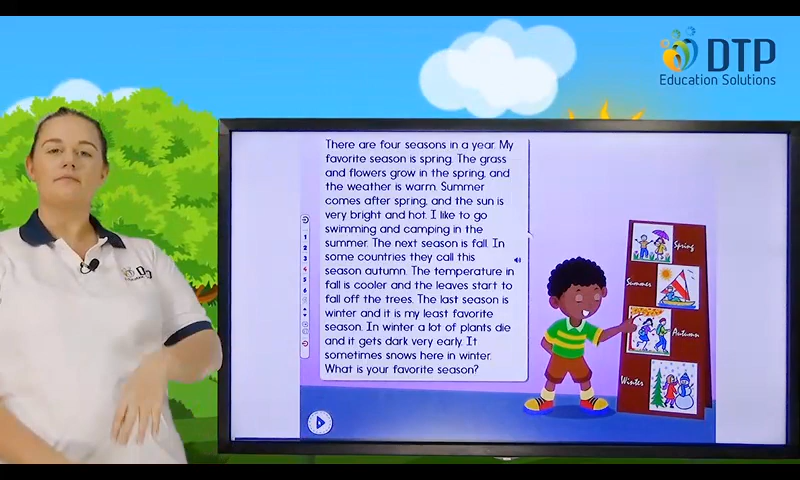 DTP
Education Solutions
There are four seasons in a year. My
favorite season is spring. The grass
and flowers grow in the spring, and
the weather is warm. Summer
comes after spring, and the sun is
very bright and hot. I like to go
swimming and camping in the
summer. The next season is fall. In
some countries they call this
season autumn. The temperature in
fall is cooler and the leaves start to
fall off the trees. The last season is
winter and it is my least favorite
season. In winter a lot of plants die
and it gets dark very early. It
sometimes snows here in winter.
What is your favorite season?
1
2
3
4
5
6
Spring
Summer
Autumn
Winter